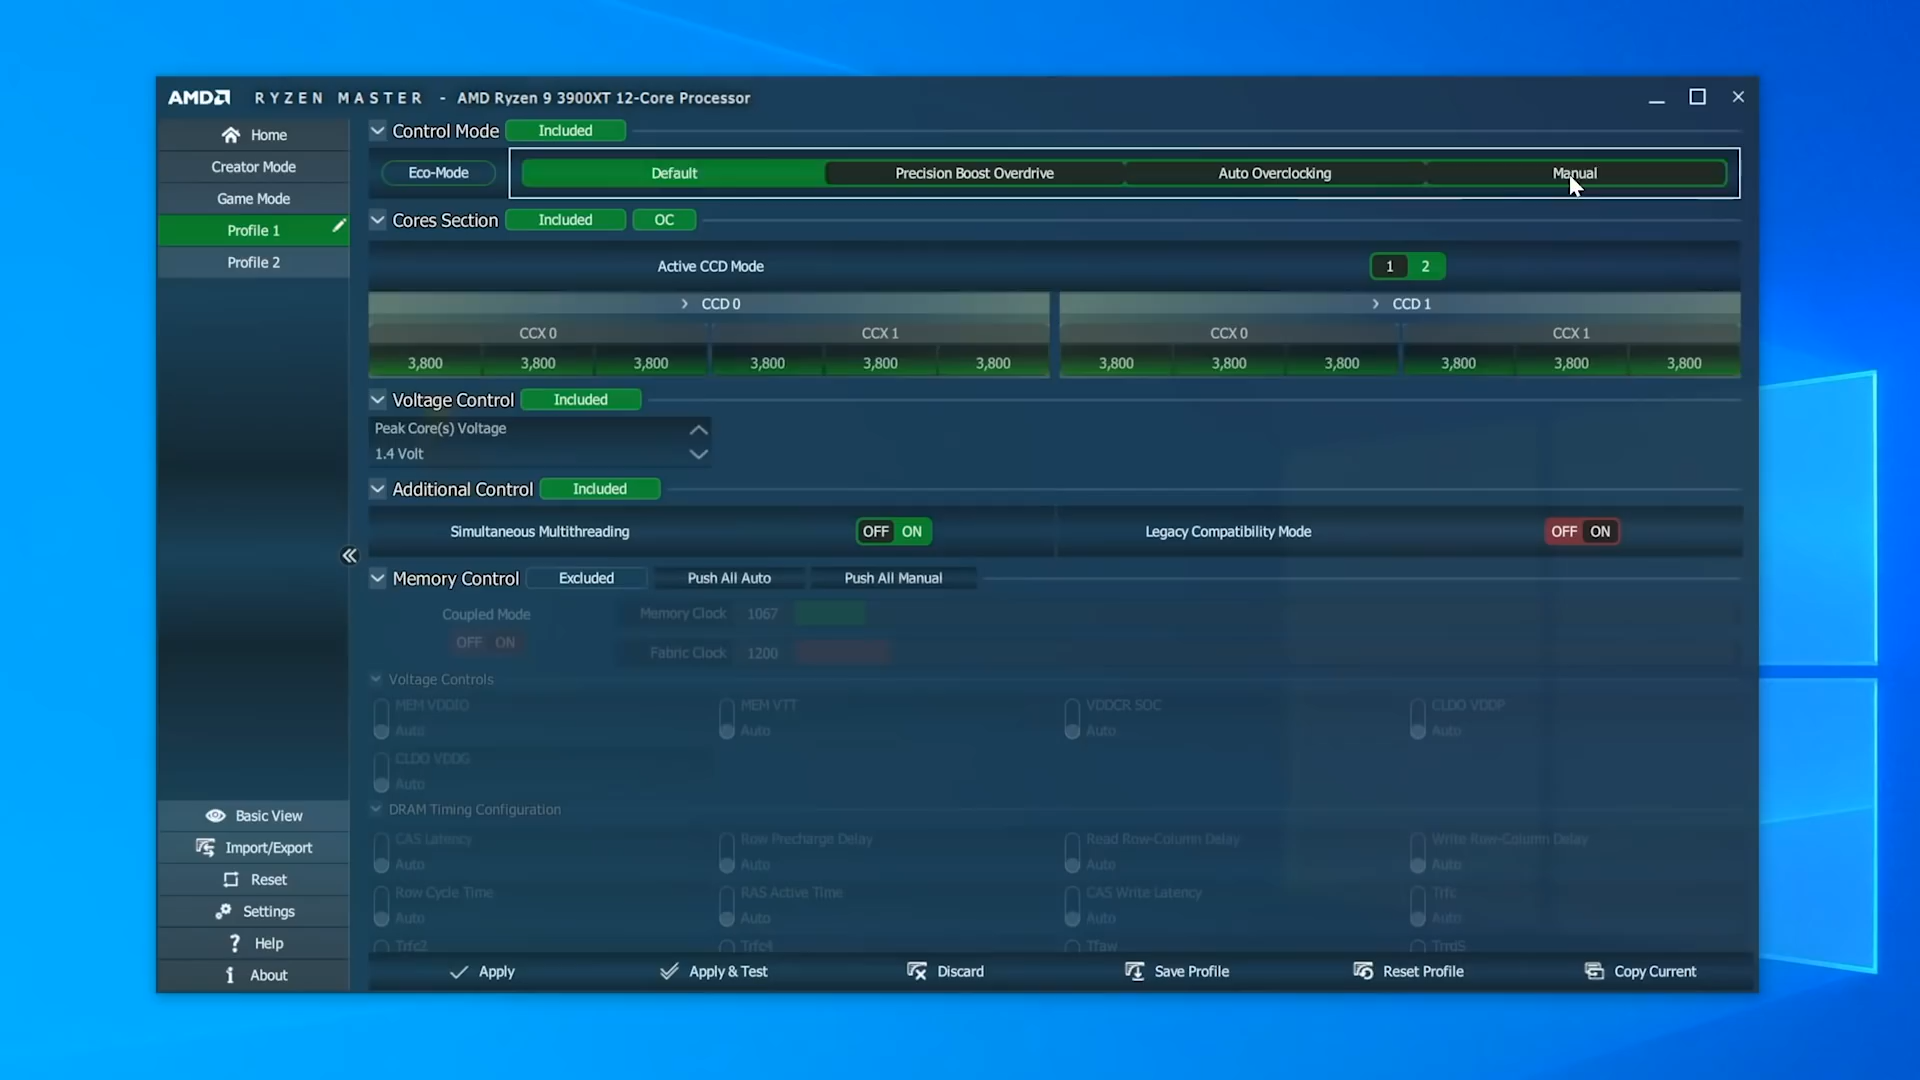 AMD RYZEN MASTER - AMD Ryzen 9 3900XT 12-Core Processor
Home
Creator Mode
Game Mode
Profile 1
Profile 2
Control Mode Included
Eco-Mode Default Precision Boost Overdrive Auto Overclocking Manual
Cores Section Included OC
Active CCD Mode 1 2
CCD 0 CCD 1
CCX 0 CCX 1 CCX 0 CCX 1
3,800 3,800 3,800 3,800 3,800 3,800 3,800 3,800 3,800 3,800 3,800 3,800
Voltage Control Included
Peak Core(s) Voltage
1.4 Volt
Additional Control Included
Simultaneous Multithreading OFF ON Legacy Compatibility Mode OFF ON
Memory Control Excluded Push All Auto Push All Manual
Coupled Mode Memory Clock 1067
OFF ON Fabric Clock 1200
Voltage Controls
MEM VDDIO MEM VTT VDDCR SOC CLDO VDDP
Auto Auto Auto Auto
CLDO VDDG
Auto
DRAM Timing Configuration
CAS Latency Row Precharge Delay Read Row-Column Delay Write Row-Column Delay
Auto Auto Auto Auto
Row Cycle Time RAS Active Time CAS Write Latency Trfc
Auto Auto Auto Auto
Trfc2 Trfc4 Tfaw TrrdS
Basic View
Import/Export
Reset
Settings
? Help
About
Apply Apply & Test Discard Save Profile Reset Profile Copy Current